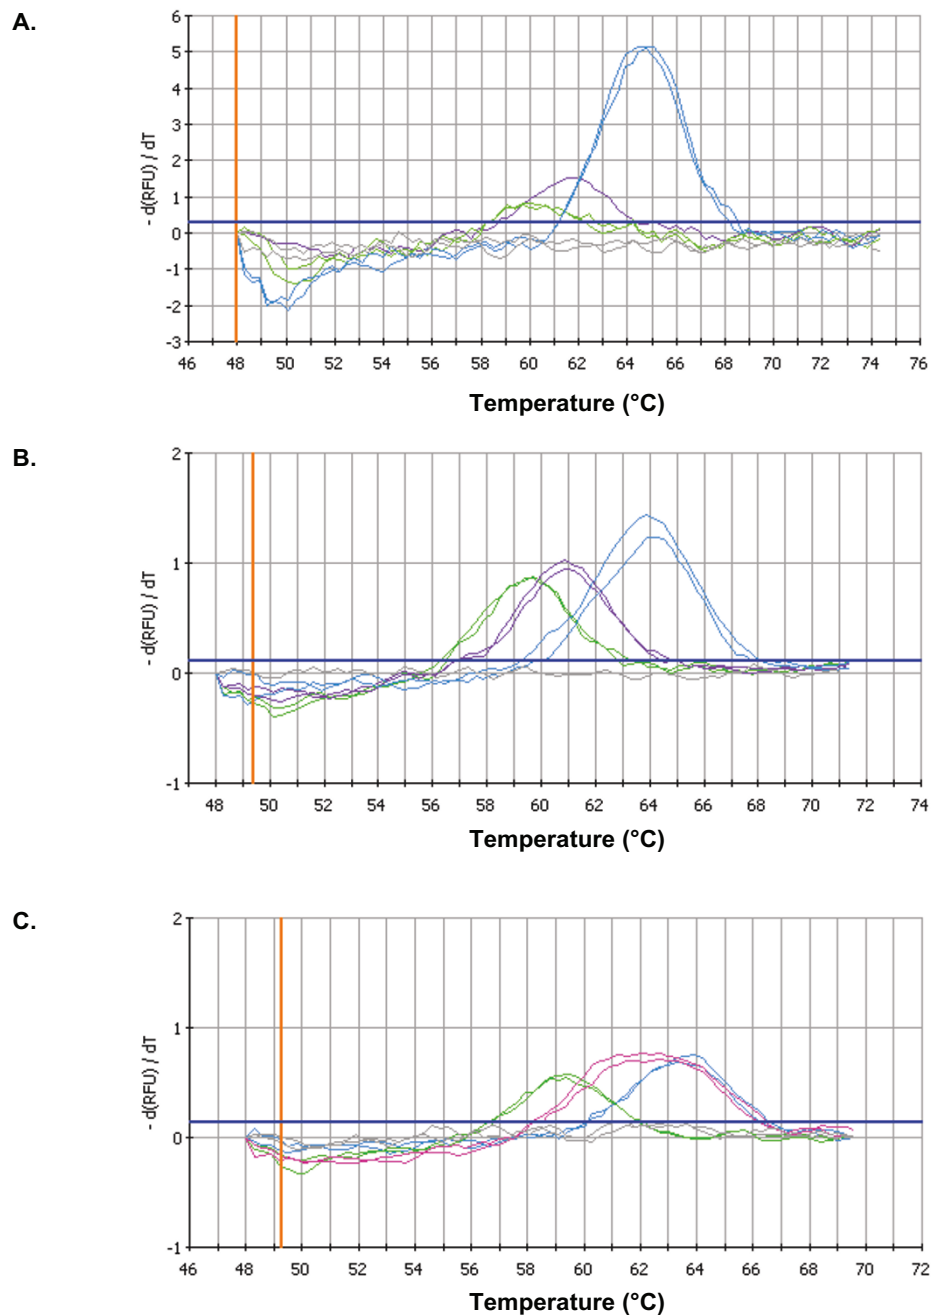 A.
- d(RFU) / dT
6
5
4
3
2
1
0
-1
-2
-3
46 48 50 52 54 56 58 60 62 64 66 68 70 72 74 76
Temperature (°C)
B.
- d(RFU) / dT
2
1
0
-1
48 50 52 54 56 58 60 62 64 66 68 70 72 74
Temperature (°C)
C.
- d(RFU) / dT
2
1
0
-1
46 48 50 52 54 56 58 60 62 64 66 68 70 72
Temperature (°C)